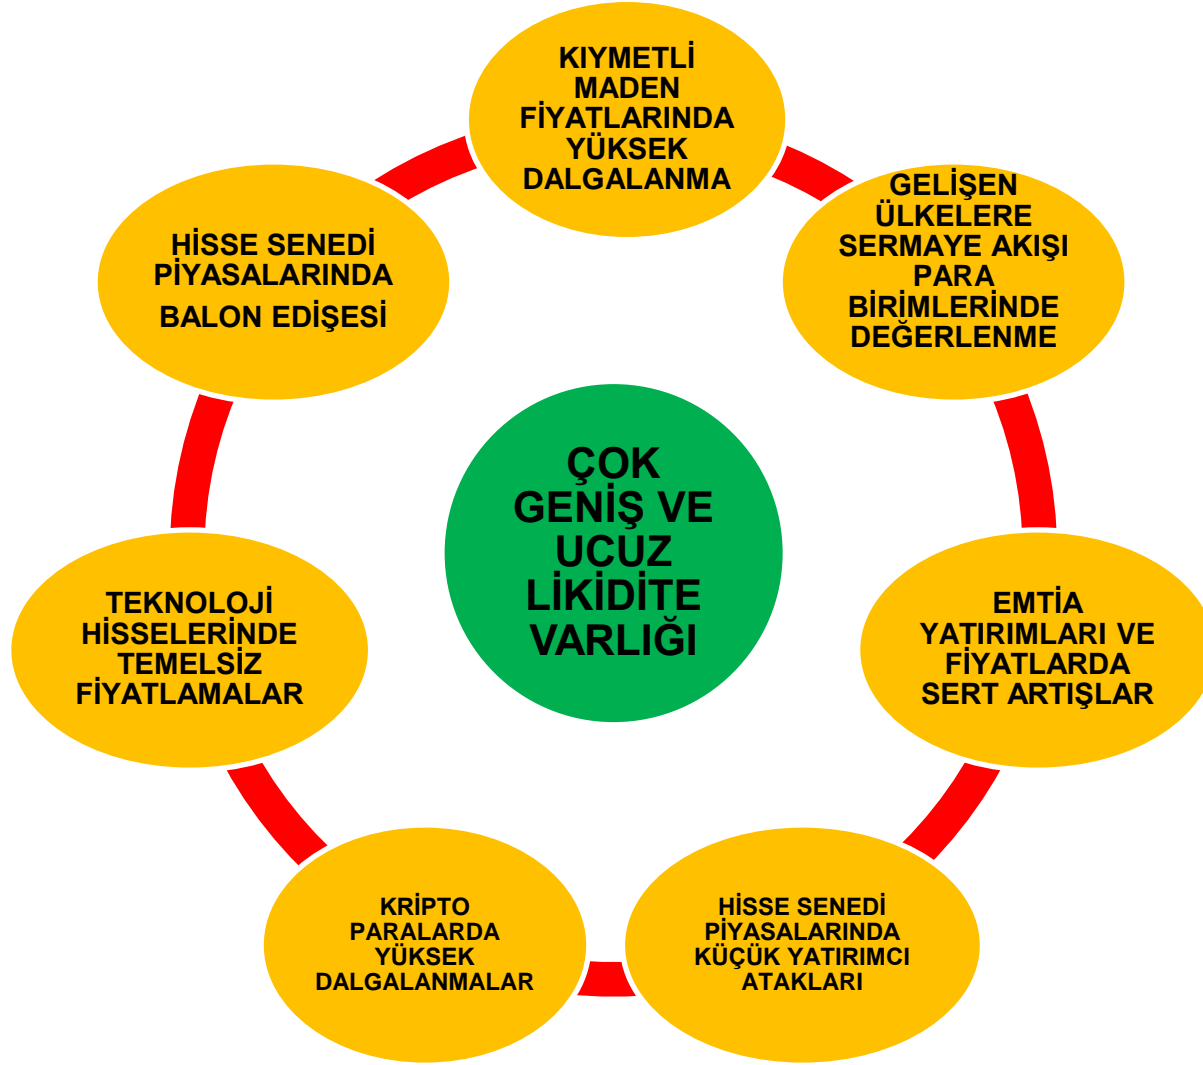 KIYMETLİ
MADEN
FİYATLARINDA
YÜKSEK
DALGALANMA
GELİŞEN
ÜLKELERE
SERMAYE AKIŞI
PARA
BİRİMLERİNDE
DEĞERLENME
EMTİA
YATIRIMLARI VE
FİYATLARDA
SERT ARTIŞLAR
HİSSE SENEDİ
PİYASALARINDA
KÜÇÜK YATIRIMCI
ATAKLARI
KRİPTO
PARALARDA
YÜKSEK
DALGALANMALAR
TEKNOLOJİ
HİSSELERİNDE
TEMELSİZ
FİYATLAMALAR
HİSSE SENEDİ
PİYASALARINDA
BALON EDİŞESİ
ÇOK
GENİŞ VE
UCUZ
LİKİDİTE
VARLIĞI